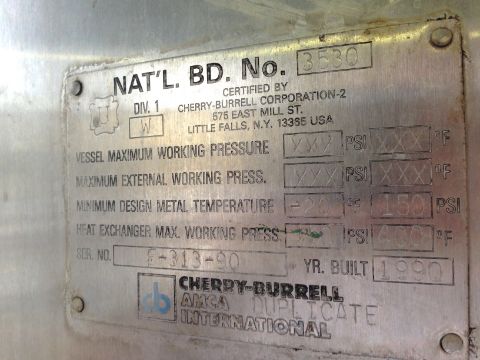 NAT'L. BD. No. 3530
CERTIFIED BY
DIV. 1 CHERRY-BURRELL CORPORATION-2
W 575 EAST MILL ST.
LITTLE FALLS, N.Y. 13365 USA
VESSEL MAXIMUM WORKING PRESSURE XXX PSI XXX °F
MAXIMUM EXTERNAL WORKING PRESS. XXX PSI XXX °F
MINIMUM DESIGN METAL TEMPERATURE -20 °F 150 PSI
HEAT EXCHANGER MAX. WORKING PRESS. PSI °F
SER. NO. E-313-90 YR. BUILT 1990
cb CHERRY-BURRELL
AMCA DUPLICATE
INTERNATIONAL